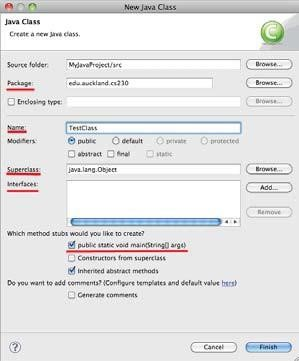 New Java Class
Java Class
Create a new Java class.
Source folder: MyJavaProject/src Browse...
Package: edu.auckland.cs230 Browse...
Enclosing type: Browse...
Name: TestClass
Modifiers: public default private protected
abstract final static
Superclass: java.lang.Object Browse...
Interfaces: Add...
Remove
Which method stubs would you like to create?
public static void main(String[] args)
Constructors from superclass
Inherited abstract methods
Do you want to add comments? (Configure templates and default value here)
Generate comments
? Cancel Finish